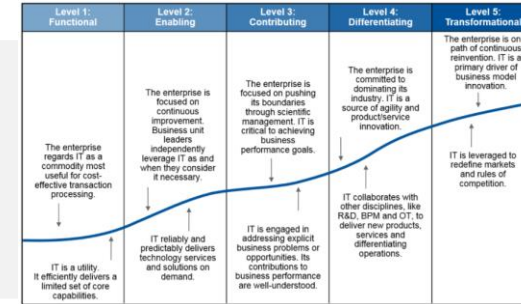 Level 1:
Functional
Level 2:
Enabling
Level 3:
Contributing
Level 4:
Differentiating
Level 5:
Transformational
The enterprise
regards IT as a
commodity most
useful for cost-
effective transaction
processing.
IT is a utility.
It efficiently delivers a
limited set of core
capabilities.
The enterprise is
focused on
continuous
improvement.
Business unit
leaders
independently
leverage IT as and
when they consider
it necessary.
IT reliably and
predictably delivers
technology services
and solutions on
demand.
The enterprise is
focused on pushing
its boundaries
through scientific
management. IT is
critical to achieving
business
performance goals.
IT is engaged in
addressing explicit
business problems or
opportunities. Its
contributions to
business performance
are well-understood.
The enterprise is
committed to
dominating its
industry. IT is a
source of agility and
product/service
innovation.
IT collaborates with
other disciplines, like
R&D, BPM and OT, to
deliver new products,
services and
differentiating
operations.
The enterprise is on
path of continuous
reinvention. IT is a
primary driver of
business model
innovation.
IT is leveraged to
redefine markets
and rules of
competition.